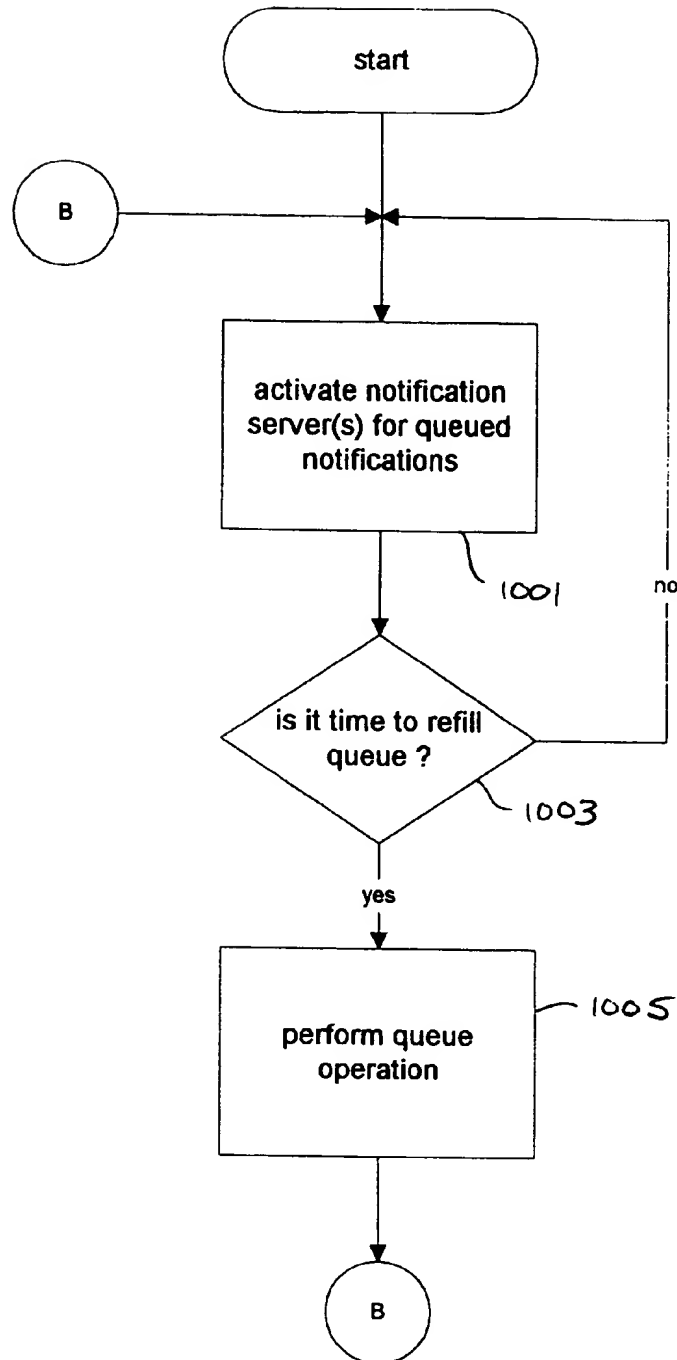 start
B
activate notification
server(s) for queued
notifications
1001
no
is it time to refill
queue ?
1003
yes
1005
perform queue
operation
B